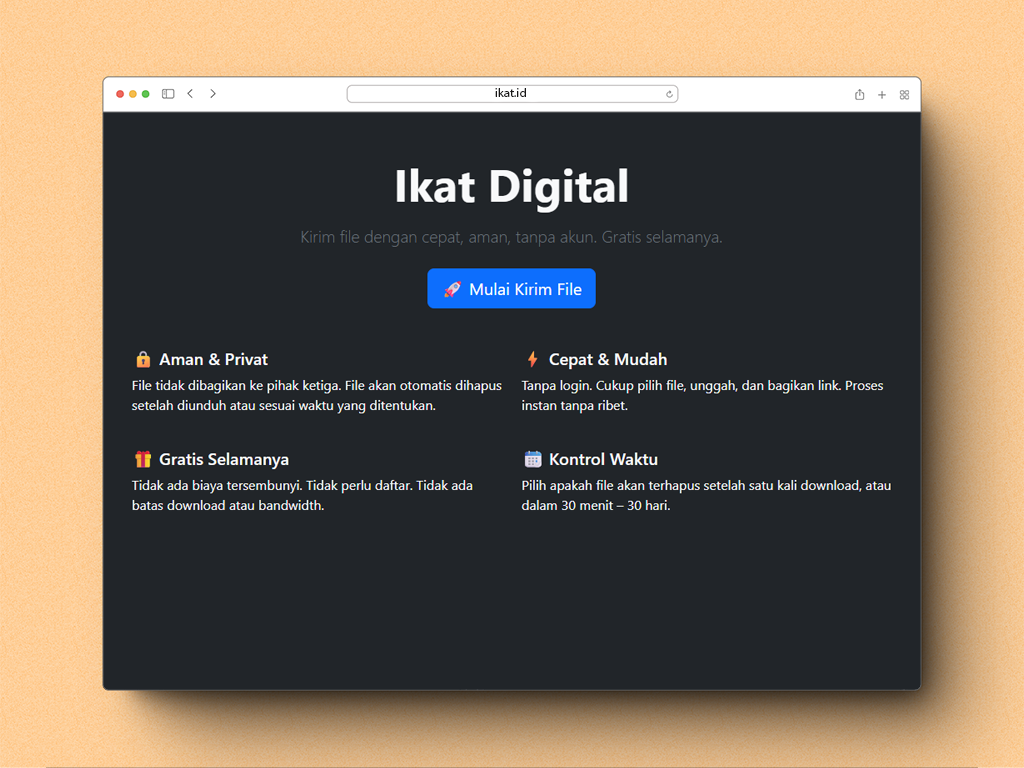 ikat.id
Ikat Digital
Kirim file dengan cepat, aman, tanpa akun. Gratis selamanya.
🚀 Mulai Kirim File
🔒 Aman & Privat
File tidak dibagikan ke pihak ketiga. File akan otomatis dihapus
setelah diunduh atau sesuai waktu yang ditentukan.
⚡ Cepat & Mudah
Tanpa login. Cukup pilih file, unggah, dan bagikan link. Proses
instan tanpa ribet.
🎁 Gratis Selamanya
Tidak ada biaya tersembunyi. Tidak perlu daftar. Tidak ada
batas download atau bandwidth.
📅 Kontrol Waktu
Pilih apakah file akan terhapus setelah satu kali download, atau
dalam 30 menit – 30 hari.